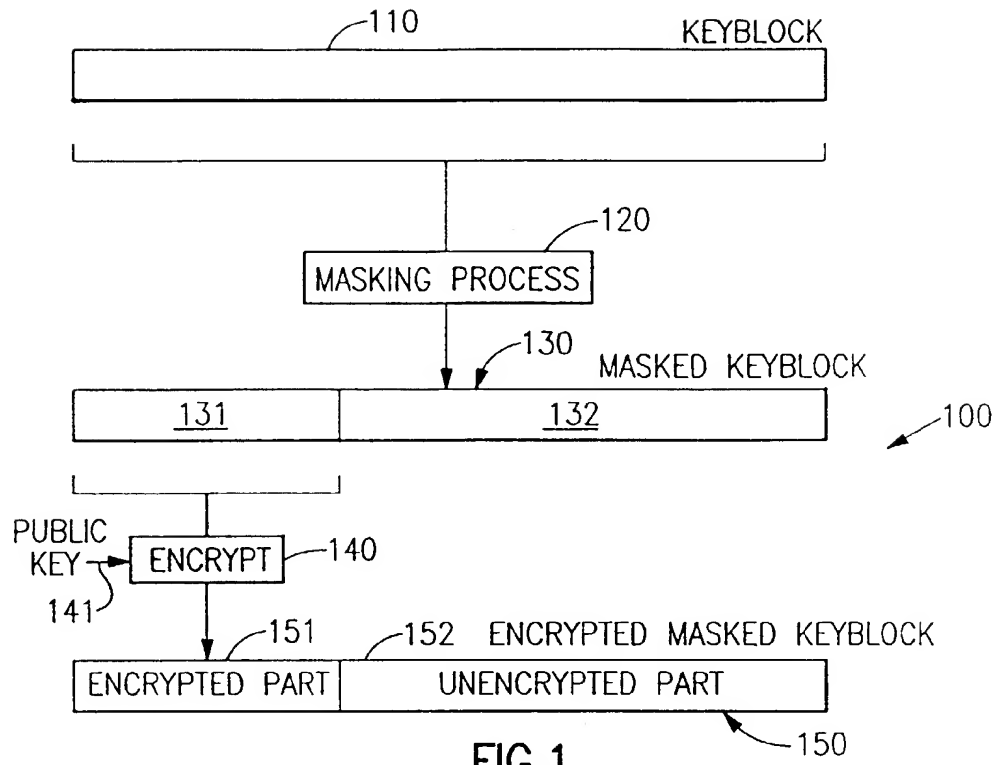 110
KEYBLOCK
120
MASKING PROCESS
130
MASKED KEYBLOCK
131
132
100
PUBLIC
KEY
ENCRYPT
140
141
151
152
ENCRYPTED MASKED KEYBLOCK
ENCRYPTED PART
UNENCRYPTED PART
150
FIG. 1